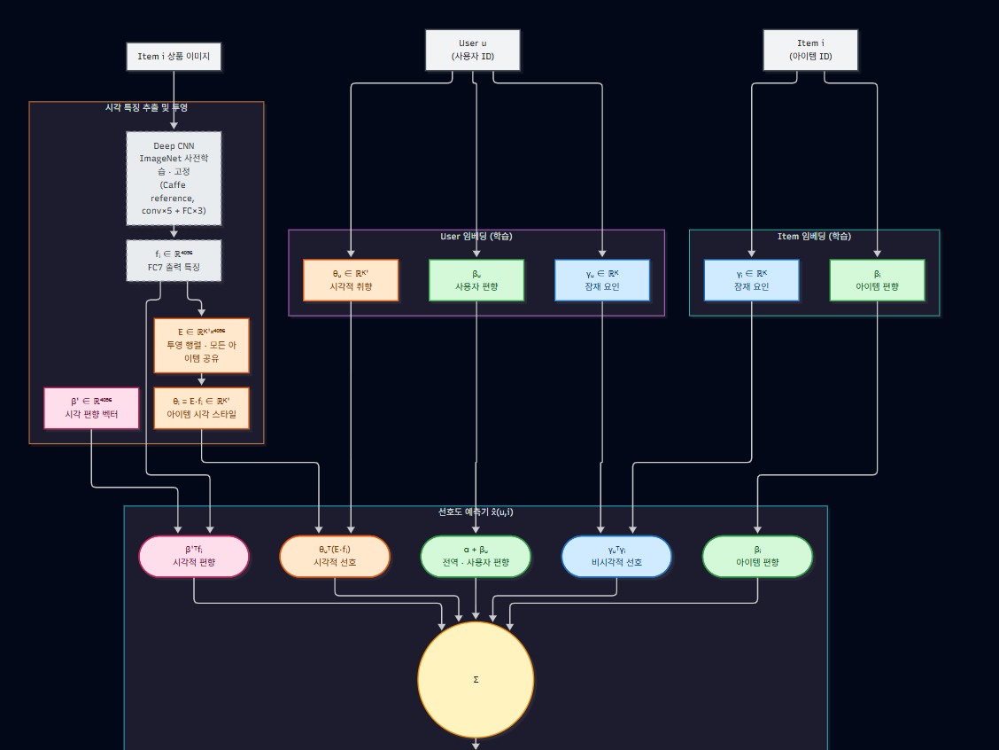 Item i 상품 이미지
User u
(사용자 ID)
Item i
(아이템 ID)
시각 특징 추출 및 투영
Deep CNN
ImageNet 사전학
습 · 고정
(Caffe
reference,
conv×5 + FC×3)
fᵢ ∈ ℝ⁴⁰⁹⁶
FC7 출력 특징
E ∈ ℝᴷ'ˣ⁴⁰⁹⁶
투영 행렬 · 모든 아
이템 공유
β' ∈ ℝ⁴⁰⁹⁶
시각 편향 벡터
θᵢ = E·fᵢ ∈ ℝᴷ'
아이템 시각 스타일
User 임베딩 (학습)
θᵤ ∈ ℝᴷ'
시각적 취향
βᵤ
사용자 편향
γᵤ ∈ ℝᴷ
잠재 요인
Item 임베딩 (학습)
γᵢ ∈ ℝᴷ
잠재 요인
βᵢ
아이템 편향
선호도 예측기 x̂(u,i)
β'ᵀfᵢ
시각적 편향
θᵤᵀ(E·fᵢ)
시각적 선호
α + βᵤ
전역 · 사용자 편향
γᵤᵀγᵢ
비시각적 선호
βᵢ
아이템 편향
Σ